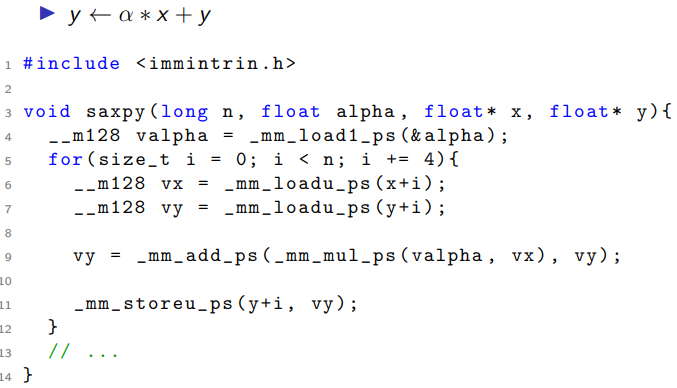 ▶ y ← α * x + y
1 #include <immintrin.h>
2
3 void saxpy(long n, float alpha, float* x, float* y){
4   __m128 valpha = _mm_load1_ps(&alpha);
5   for(size_t i = 0; i < n; i += 4){
6     __m128 vx = _mm_loadu_ps(x+i);
7     __m128 vy = _mm_loadu_ps(y+i);
8
9     vy = _mm_add_ps(_mm_mul_ps(valpha, vx), vy);
10
11     _mm_storeu_ps(y+i, vy);
12   }
13   // ...
14 }